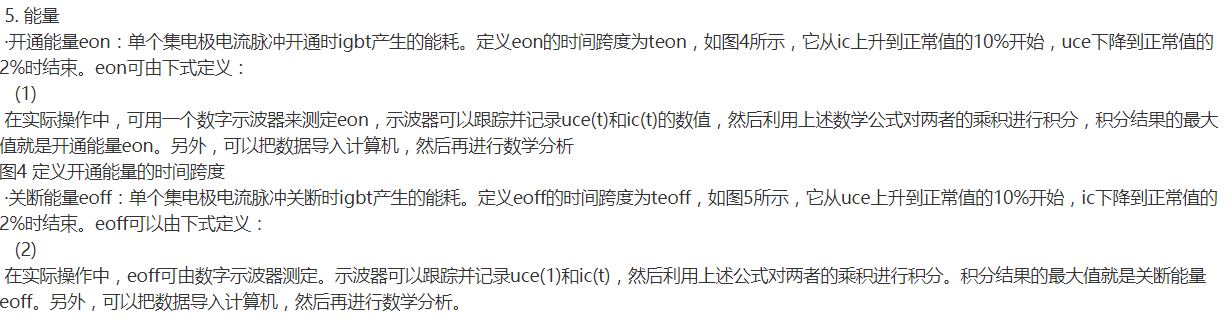 5. 能量
·开通能量eon：单个集电极电流脉冲开通时igbt产生的能耗。定义eon的时间跨度为teon，如图4所示，它从ic上升到正常值的10%开始，uce下降到正常值的
2%时结束。eon可由下式定义：
(1)
在实际操作中，可用一个数字示波器来测定eon，示波器可以跟踪并记录uce(t)和ic(t)的数值，然后利用上述数学公式对两者的乘积进行积分，积分结果的最大
值就是开通能量eon。另外，可以把数据导入计算机，然后再进行数学分析
图4 定义开通能量的时间跨度
·关断能量eoff：单个集电极电流脉冲关断时igbt产生的能耗。定义eoff的时间跨度为teoff，如图5所示，它从uce上升到正常值的10%开始，ic下降到正常值的
2%时结束。eoff可以由下式定义：
(2)
在实际操作中，eoff可由数字示波器测定。示波器可以跟踪并记录uce(1)和ic(t)，然后利用上述公式对两者的乘积进行积分。积分结果的最大值就是关断能量
eoff。另外，可以把数据导入计算机，然后再进行数学分析。